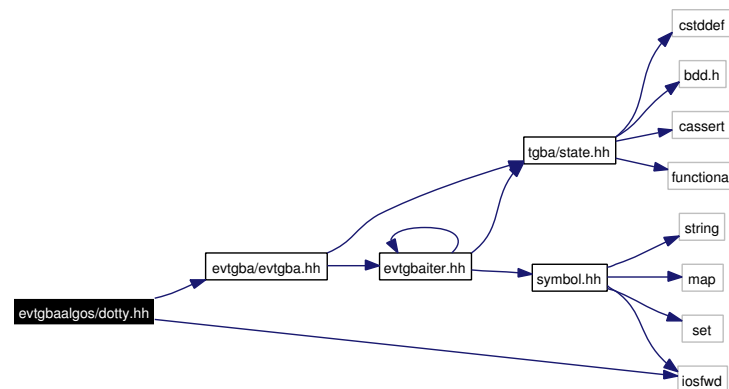 cstddef
bdd.h
cassert
tgba/state.hh
functiona
string
evtgba/evtgba.hh
evtgbaiter.hh
symbol.hh
map
evtgbaalgos/dotty.hh
set
iosfwd